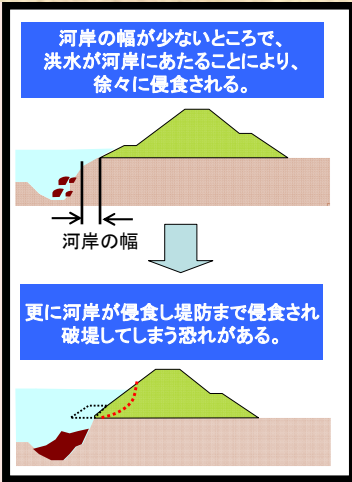 河岸の幅が少ないところで、
洪水が河岸にあたることにより、
徐々に侵食される。
河岸の幅
更に河岸が侵食し堤防まで侵食され
破堤してしまう恐れがある。